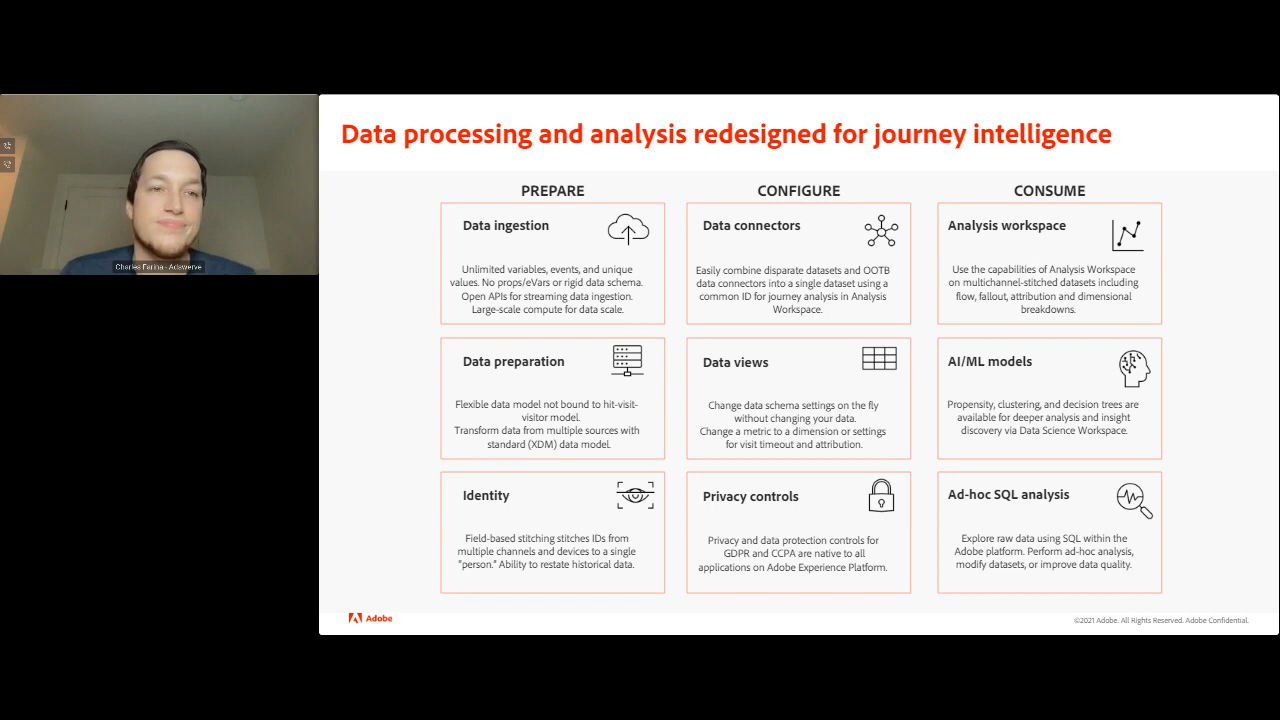 Charles Farina - Adswerve
Data processing and analysis redesigned for journey intelligence
PREPARE
Data ingestion
Unlimited variables, events, and unique
values. No props/eVars or rigid data schema.
Open APIs for streaming data ingestion.
Large-scale compute for data scale.
Data preparation
Flexible data model not bound to hit-visit-
visitor model.
Transform data from multiple sources with
standard (XDM) data model.
Identity
Field-based stitching stitches IDs from
multiple channels and devices to a single
"person." Ability to restate historical data.
CONFIGURE
Data connectors
Easily combine disparate datasets and OOTB
data connectors into a single dataset using a
common ID for journey analysis in Analysis
Workspace.
Data views
Change data schema settings on the fly
without changing your data.
Change a metric to a dimension or settings
for visit timeout and attribution.
Privacy controls
Privacy and data protection controls for
GDPR and CCPA are native to all
applications on Adobe Experience Platform.
CONSUME
Analysis workspace
Use the capabilities of Analysis Workspace
on multichannel-stitched datasets including
flow, fallout, attribution and dimensional
breakdowns.
AI/ML models
Propensity, clustering, and decision trees are
available for deeper analysis and insight
discovery via Data Science Workspace.
Ad-hoc SQL analysis
Explore raw data using SQL within the
Adobe platform. Perform ad-hoc analysis,
modify datasets, or improve data quality.
Adobe
©2021 Adobe. All Rights Reserved. Adobe Confidential.